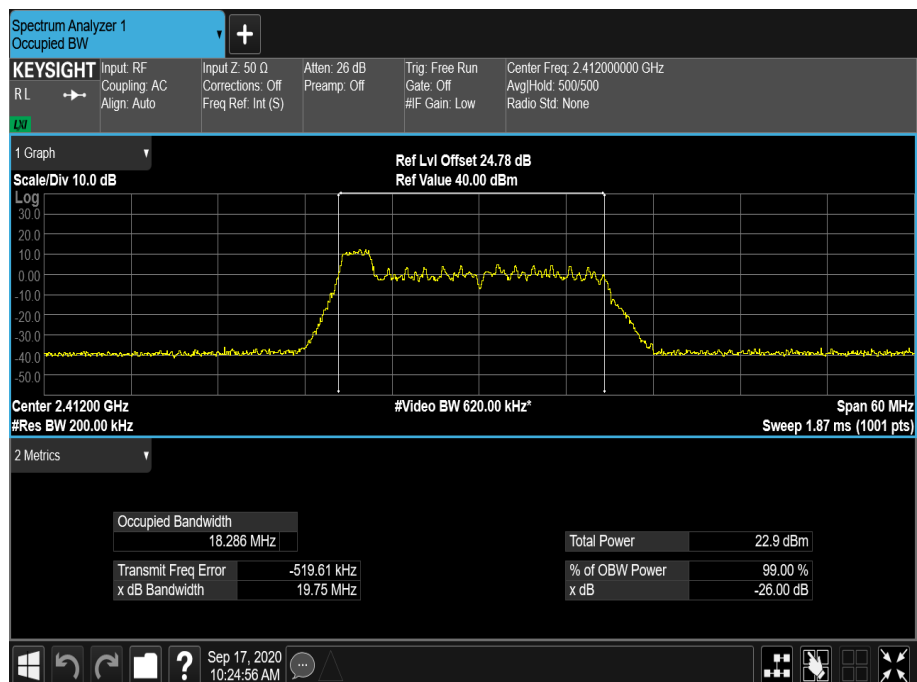 Spectrum Analyzer 1
Occupied BW
KEYSIGHT
R L
LXI
Input: RF
Coupling: AC
Align: Auto
Input Z: 50 Ω
Corrections: Off
Freq Ref: Int (S)
Atten: 26 dB
Preamp: Off
Trig: Free Run
Gate: Off
#IF Gain: Low
Center Freq: 2.412000000 GHz
Avg|Hold: 500/500
Radio Std: None
1 Graph
Scale/Div 10.0 dB
Ref Lvl Offset 24.78 dB
Ref Value 40.00 dBm
Log
30.0
20.0
10.0
0.00
-10.0
-20.0
-30.0
-40.0
-50.0
Center 2.41200 GHz
#Video BW 620.00 kHz*
Span 60 MHz
#Res BW 200.00 kHz
Sweep 1.87 ms (1001 pts)
2 Metrics
Occupied Bandwidth
18.286 MHz
Transmit Freq Error -519.61 kHz
x dB Bandwidth 19.75 MHz
Total Power 22.9 dBm
% of OBW Power 99.00 %
x dB -26.00 dB
?
Sep 17, 2020
10:24:56 AM